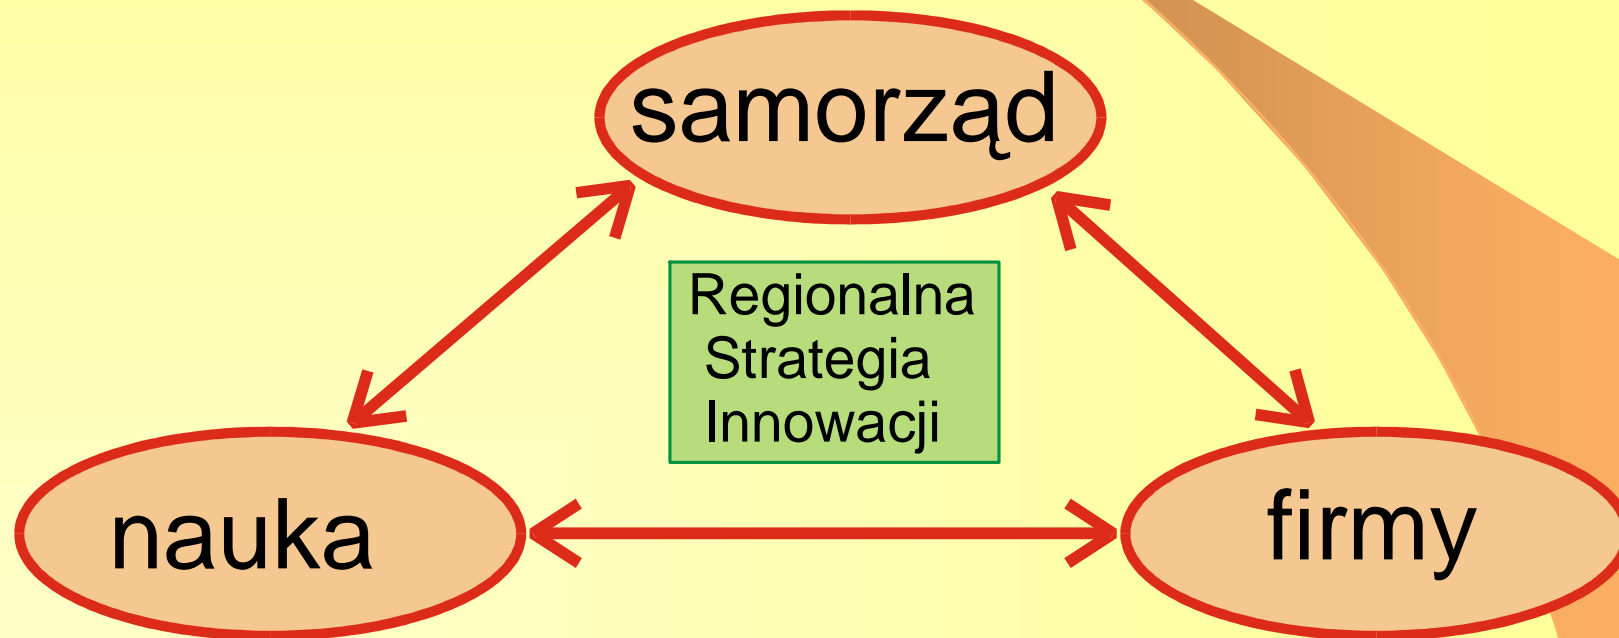 samorząd
Regionalna
Strategia
Innowacji
nauka
firmy